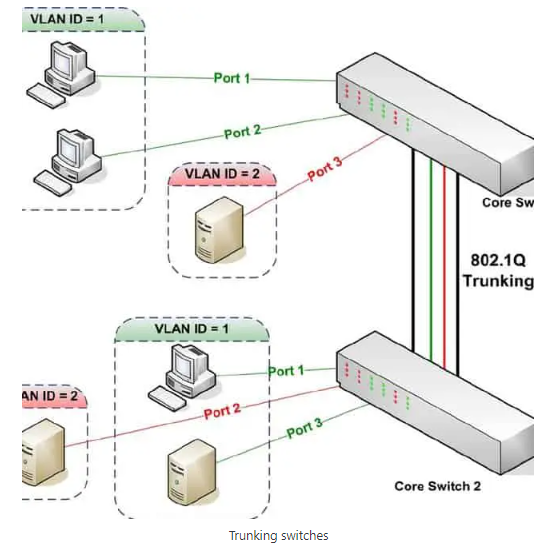 VLAN ID = 1
Port 1
Port 2
VLAN ID = 2
Port 3
Core Sw
802.1Q
Trunking
VLAN ID = 1
Port 1
AN ID = 2
Port 2
Port 3
Core Switch 2
Trunking switches